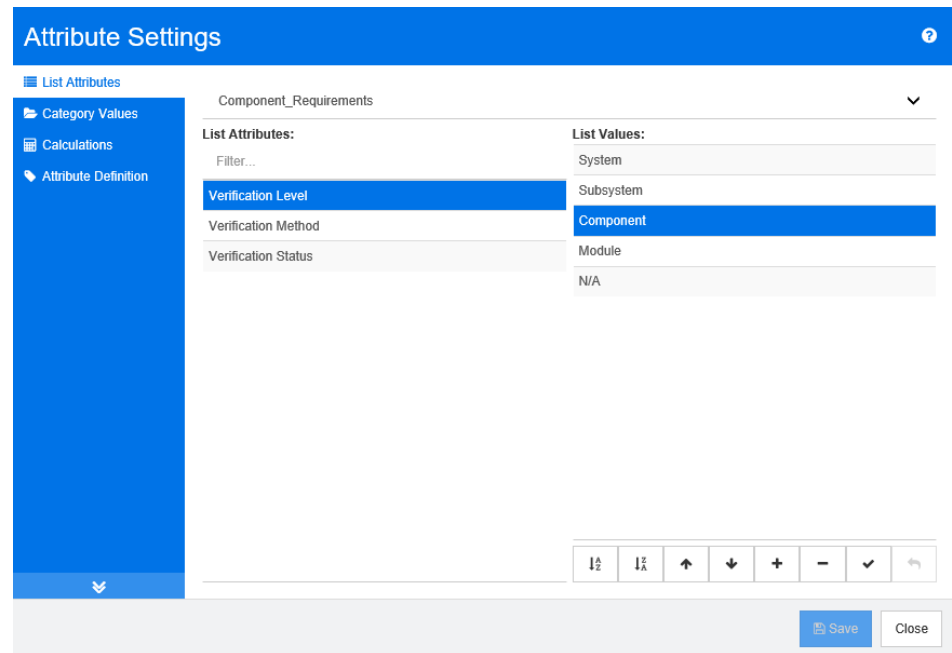 Attribute Settings
List Attributes
Category Values
Calculations
Attribute Definition
Component_Requirements
List Attributes:
Filter...
Verification Level
Verification Method
Verification Status
List Values:
System
Subsystem
Component
Module
N/A
Save
Close